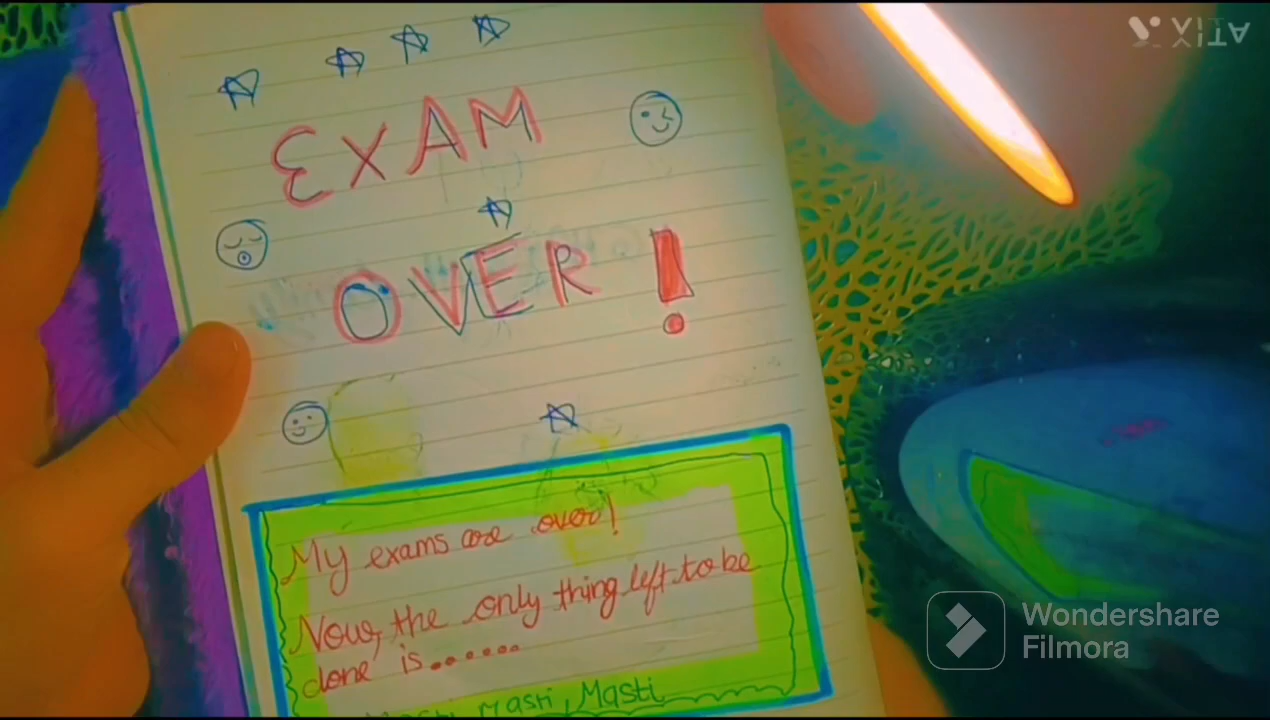 EXAM
OVER!
My exams are over!
Now, the only thing left to be
done is......
Masti, Masti, Masti
Wondershare
Filmora